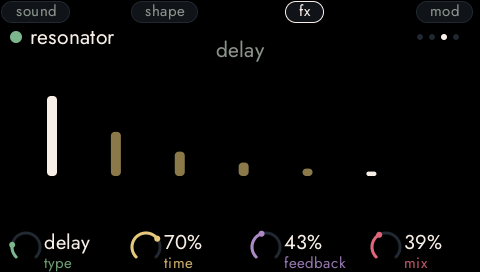 sound shape fx mod
resonator
delay
delay 70% 43% 39%
type time feedback mix